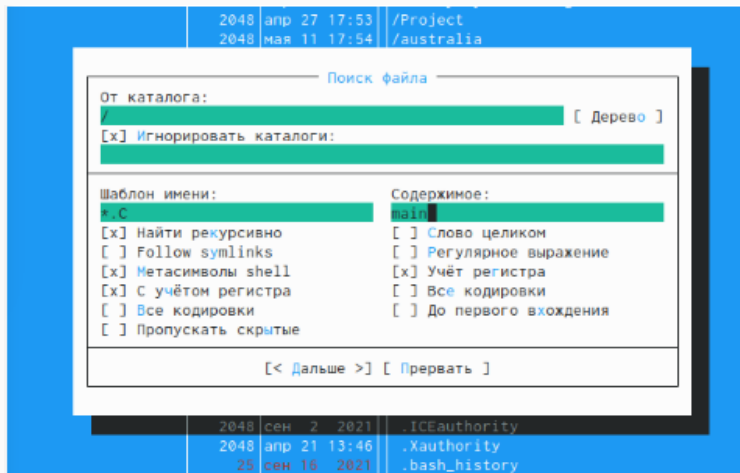 2048 апр 27 17:53 /Project
2048 мая 11 17:54 /australia
Поиск файла
От каталога:
/ [ Дерево ]
[x] Игнорировать каталоги:
Шаблон имени: Содержимое:
*.C main
[x] Найти рекурсивно [ ] Слово целиком
[ ] Follow symlinks [ ] Регулярное выражение
[x] Метасимволы shell [x] Учёт регистра
[x] С учётом регистра [ ] Все кодировки
[ ] Все кодировки [ ] До первого вхождения
[ ] Пропускать скрытые
[< Дальше >] [ Прервать ]
2048 сен 2 2021 .ICEauthority
2048 апр 21 13:46 .Xauthority
25 сен 16 2021 .bash_history